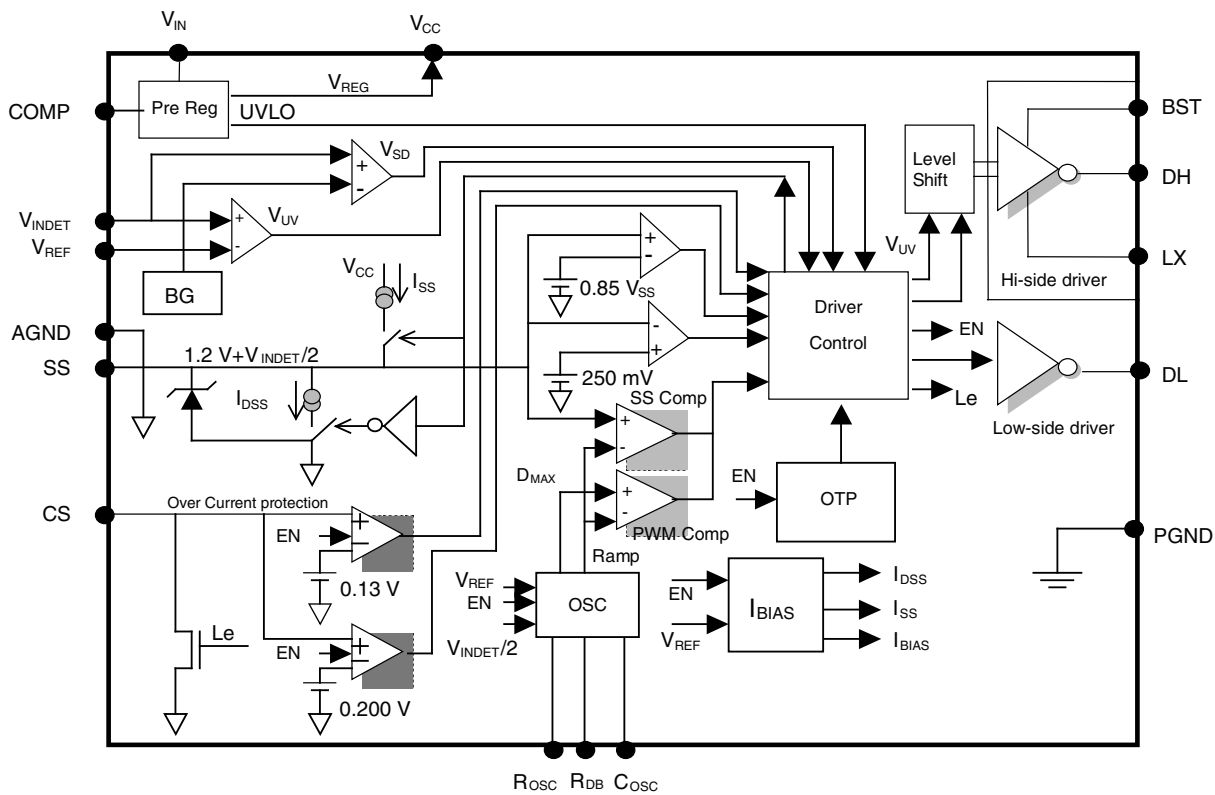 VIN
VCC
COMP
Pre Reg
VREG
UVLO
BST
VSD
+
-
Level
Shift
DH
VINDET
VREF
+
-
VUV
BG
VCC
ISS
+
-
0.85 VSS
VUV
LX
Hi-side driver
Driver
Control
EN
AGND
SS
1.2 V+VINDET/2
IDSS
-
+
250 mV
Le
DL
Low-side driver
SS Comp
+
-
DMAX
+
-
PWM Comp
EN
OTP
CS
Over Current protection
EN
+
-
0.13 V
PGND
Ramp
VREF
EN
OSC
VINDET/2
EN
VREF
IBIAS
IDSS
ISS
IBIAS
Le
EN
+
-
0.200 V
ROSC
RDB
COSC